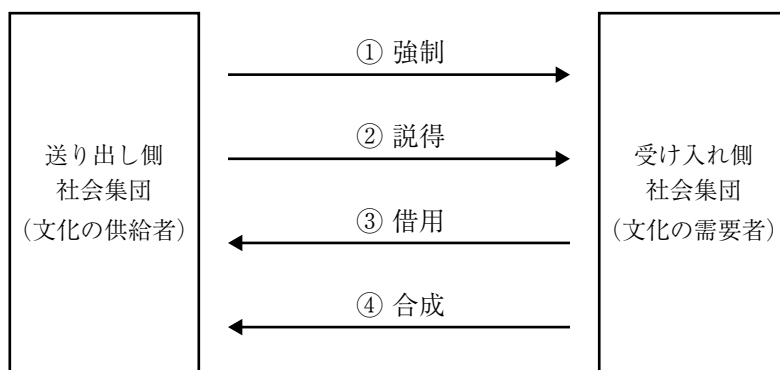 ① 強制
② 説得
③ 借用
④ 合成
送り出し側
社会集団
（文化の供給者）
受け入れ側
社会集団
（文化の需要者）